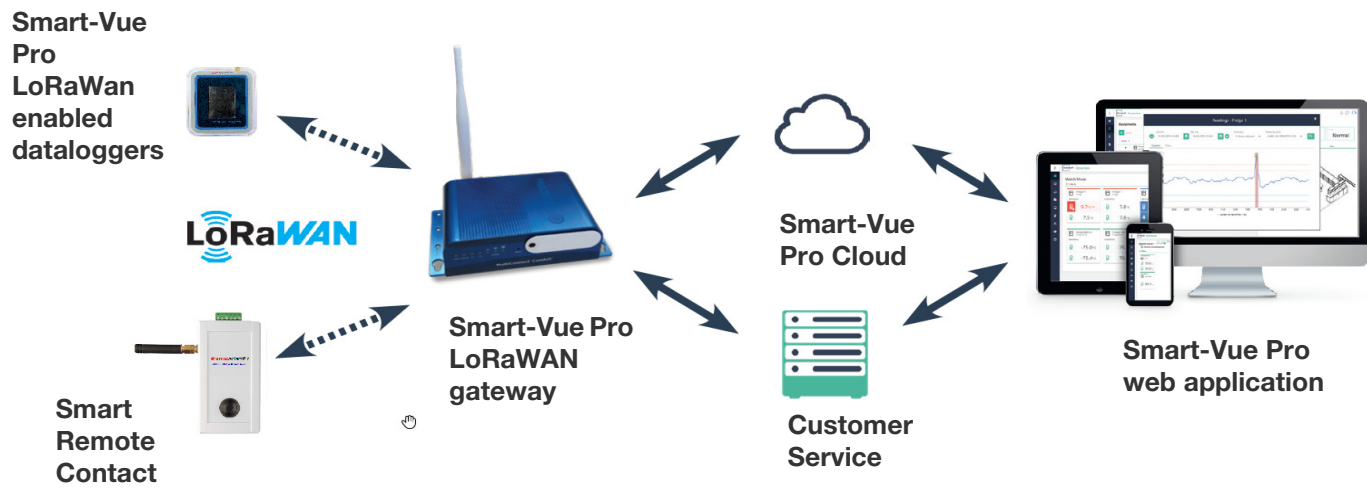 Smart-Vue
Pro
LoRaWan
enabled
dataloggers
LoRaWAN
Smart
Remote
Contact
Smart-Vue Pro
LoRaWAN
gateway
Smart-Vue
Pro Cloud
Customer
Service
Normal
Smart-Vue Pro
web application